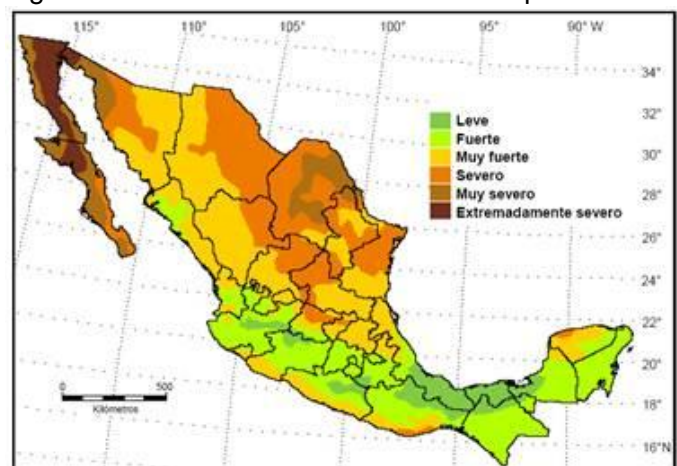 115°
110°
105°
100°
95°
90° W
34°
32°
30°
28°
26°
24°
22°
20°
18°
16°N
Leve
Fuerte
Muy fuerte
Severo
Muy severo
Extremadamente severo
0 500
Kilómetros